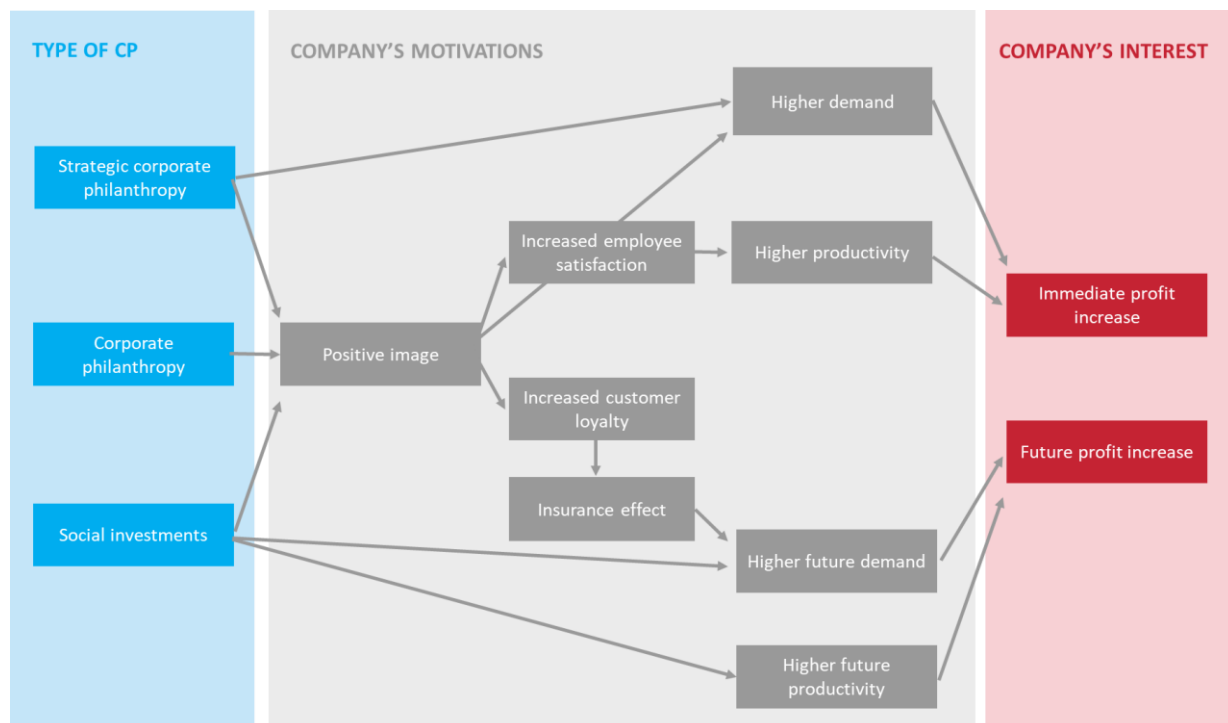 TYPE OF CP
COMPANY'S MOTIVATIONS
COMPANY'S INTEREST
Strategic corporate
philanthropy
Corporate
philanthropy
Social investments
Positive image
Increased employee
satisfaction
Increased customer
loyalty
Insurance effect
Higher demand
Higher productivity
Higher future demand
Higher future
productivity
Immediate profit
increase
Future profit increase